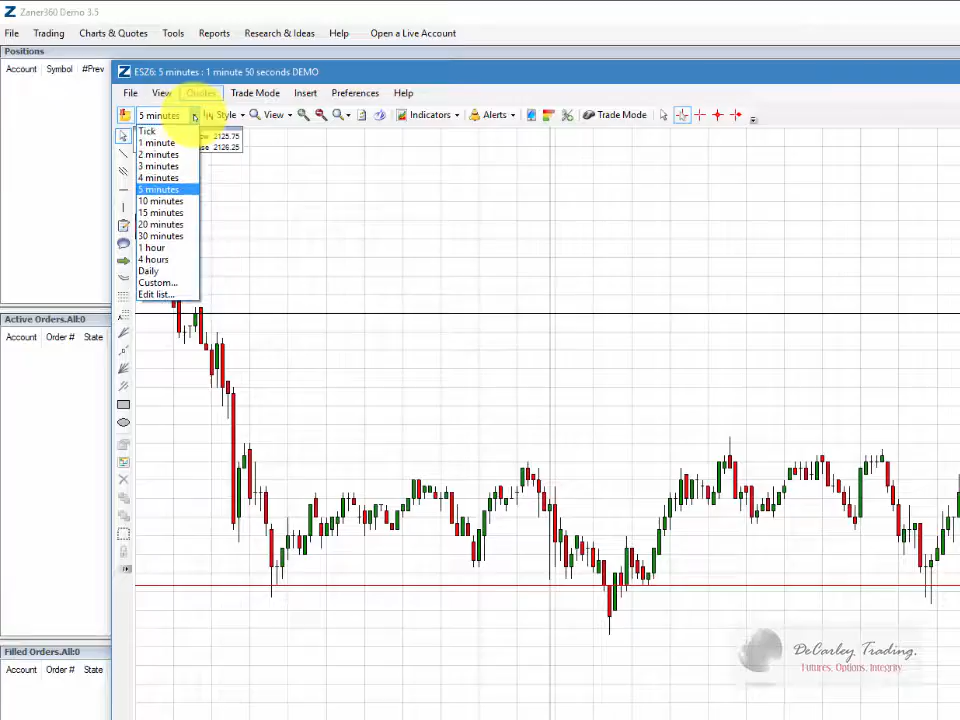 Zaner360 Demo 3.5
File Trading Charts & Quotes Tools Reports Research & Ideas Help Open a Live Account
Positions
Account Symbol #Prev
ESZ6: 5 minutes : 1 minute 50 seconds DEMO
File View Quotes Trade Mode Insert Preferences Help
5 minutes Style View Indicators Alerts Trade Mode
Tick
1 minute
2 minutes
3 minutes
4 minutes
5 minutes
10 minutes
15 minutes
20 minutes
30 minutes
1 hour
4 hours
Daily
Custom...
Edit list...
2125.75
2126.25
Active Orders.All:0
Account Order # State
Filled Orders.All:0
Account Order # State
DeCarley Trading.
Futures, Options, Integrity